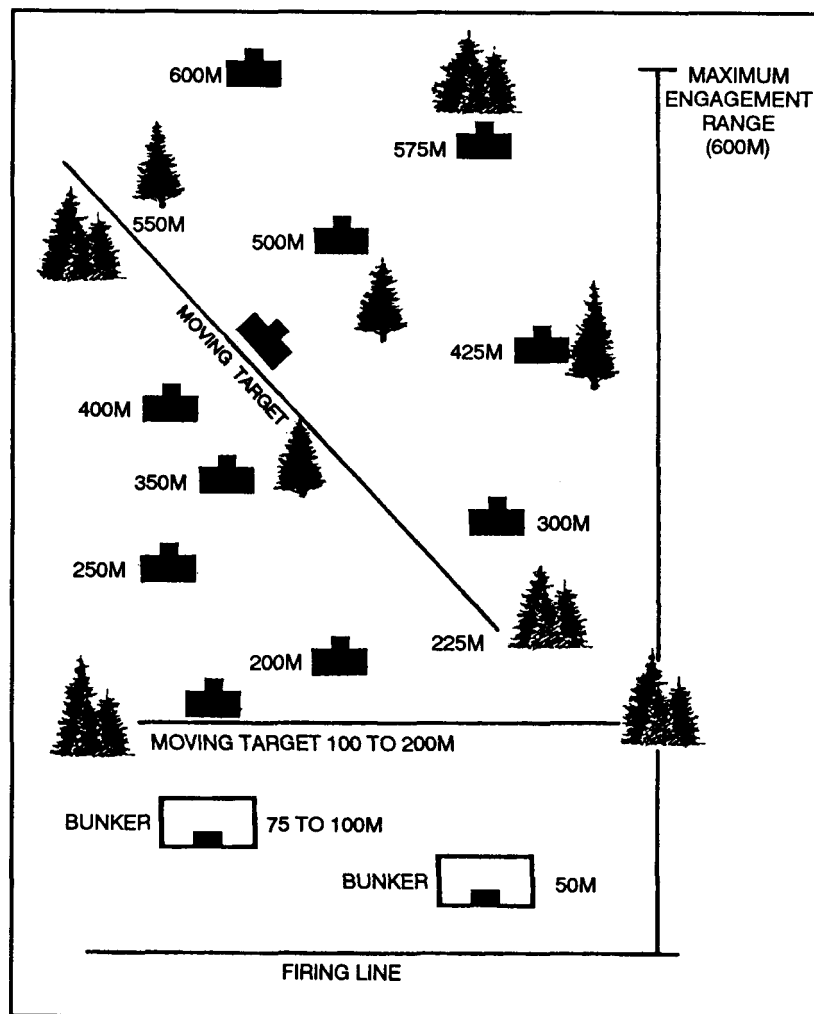 600M
MAXIMUM
ENGAGEMENT
RANGE
(600M)
575M
550M
500M
MOVING TARGET
425M
400M
350M
300M
250M
225M
200M
MOVING TARGET 100 TO 200M
BUNKER
75 TO 100M
BUNKER
50M
FIRING LINE